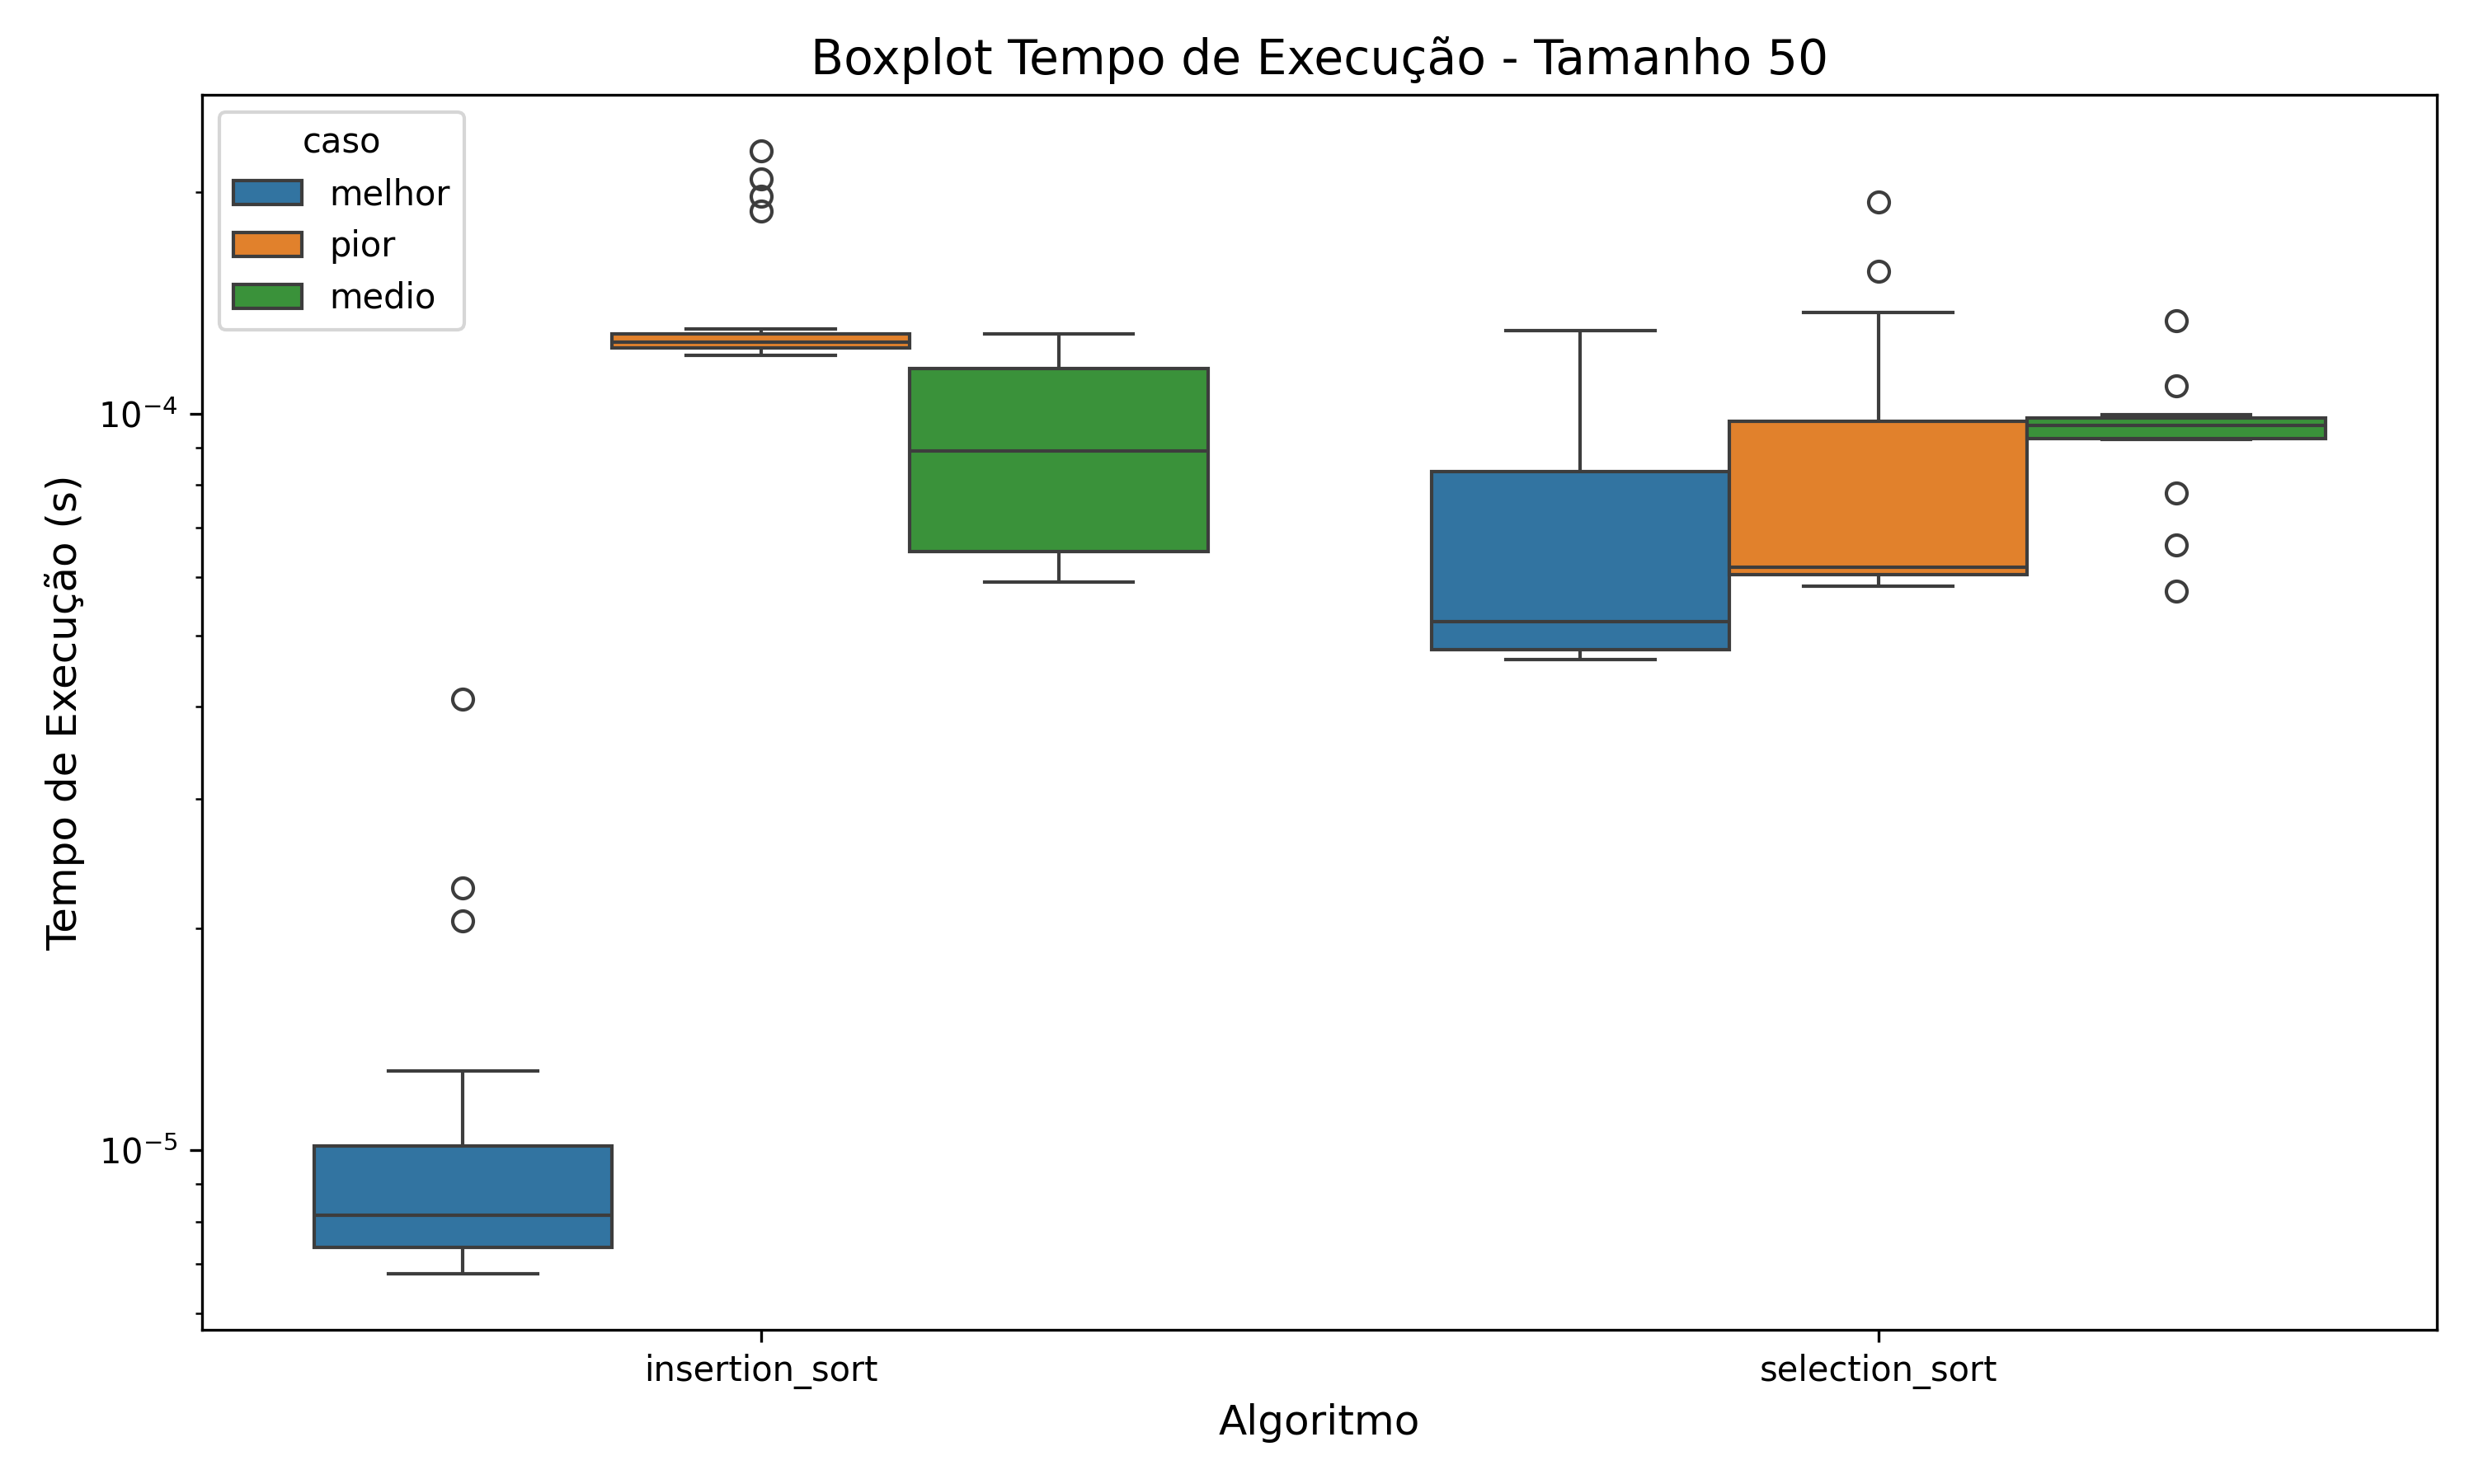 Boxplot Tempo de Execução - Tamanho 50
caso
melhor
pior
medio
Tempo de Execução (s)
10⁻⁴
10⁻⁵
insertion_sort
selection_sort
Algoritmo